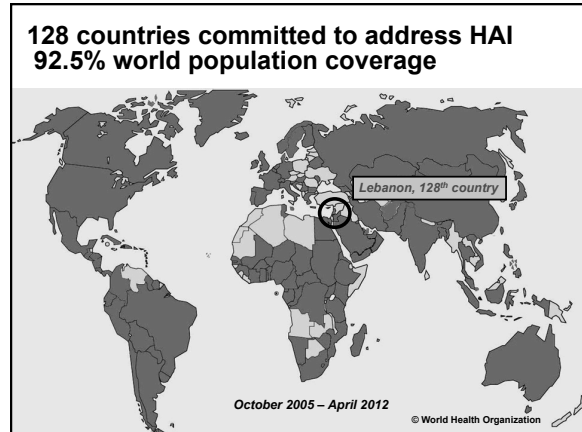 128 countries committed to address HAI
92.5% world population coverage
Lebanon, 128th country
October 2005 – April 2012
© World Health Organization